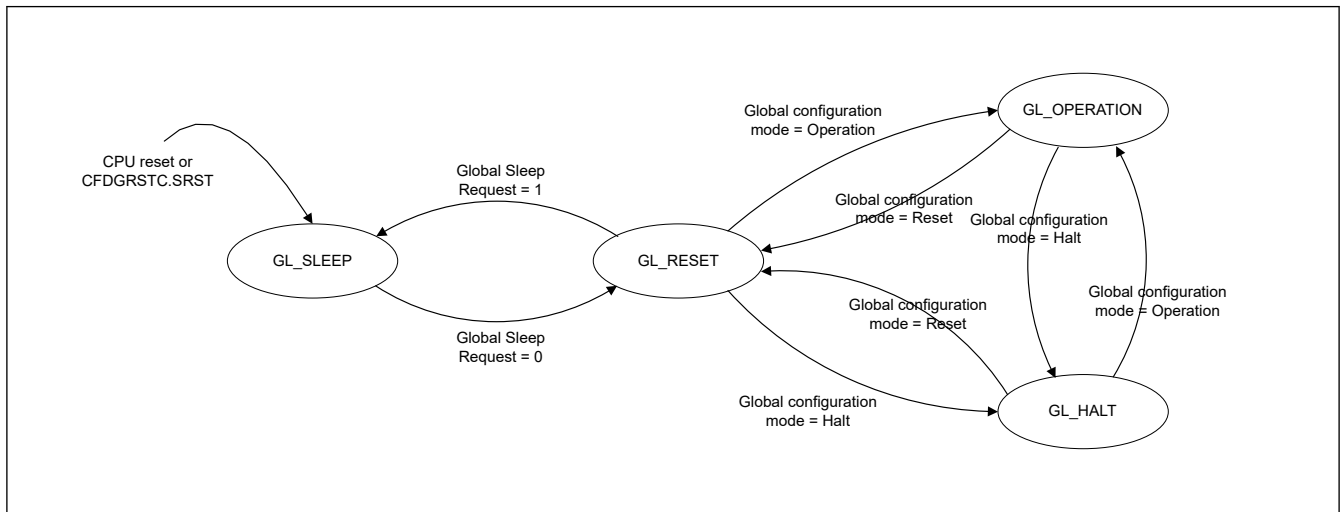 CPU reset or
CFDGRSTC.SRST
GL_SLEEP
Global Sleep
Request = 1
Global Sleep
Request = 0
GL_RESET
Global configuration
mode = Operation
Global configuration
mode = Reset
Global configuration
mode = Halt
GL_OPERATION
Global configuration
mode = Operation
Global configuration
mode = Reset
Global configuration
mode = Halt
GL_HALT